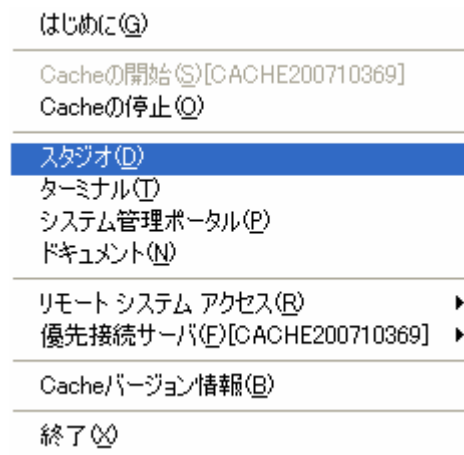 はじめに(G)
Cacheの開始(S)[CACHE200710369]
Cacheの停止(O)
スタジオ(D)
ターミナル(T)
システム管理ポータル(P)
ドキュメント(N)
リモート システム アクセス(R)
優先接続サーバ(F)[CACHE200710369]
Cacheバージョン情報(B)
終了(X)